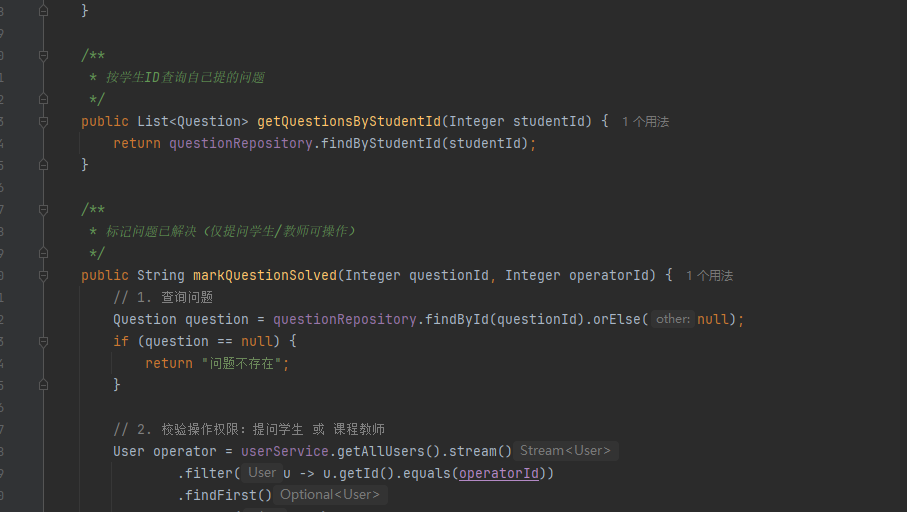 }
/**
* 按学生ID查询自己提的问题
*/
public List<Question> getQuestionsByStudentId(Integer studentId) { 1 个用法
return questionRepository.findByStudentId(studentId);
}
/**
* 标记问题已解决（仅提问学生/教师可操作）
*/
public String markQuestionSolved(Integer questionId, Integer operatorId) { 1 个用法
// 1. 查询问题
Question question = questionRepository.findById(questionId).orElse( other: null);
if (question == null) {
return "问题不存在";
}
// 2. 校验操作权限：提问学生 或 课程教师
User operator = userService.getAllUsers().stream() Stream<User>
.filter( User u -> u.getId().equals(operatorId))
.findFirst() Optional<User>